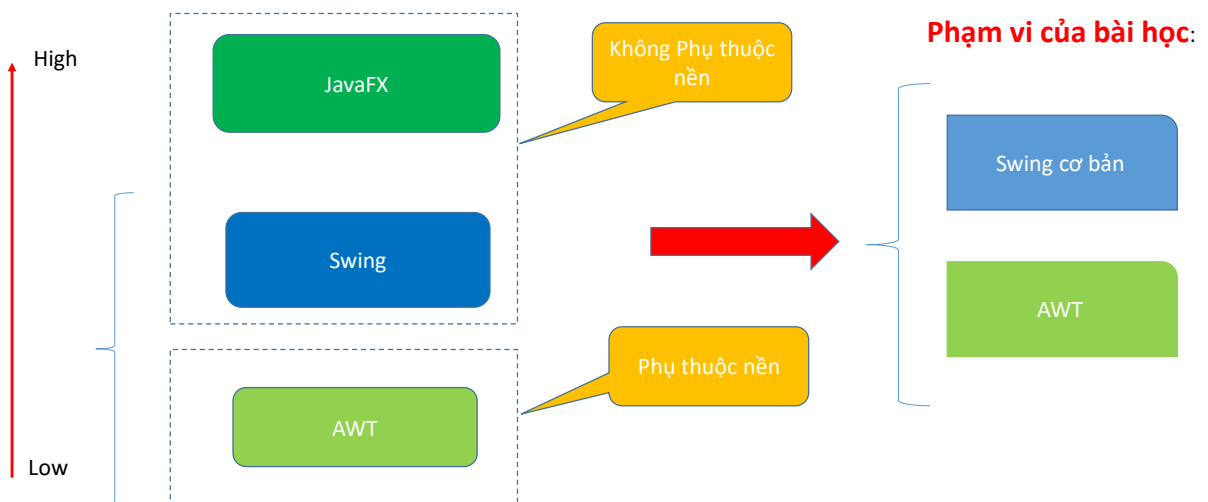 Phạm vi của bài học:
High
Không Phụ thuộc
nền
JavaFX
Swing cơ bản
Swing
AWT
Phụ thuộc nền
AWT
Low